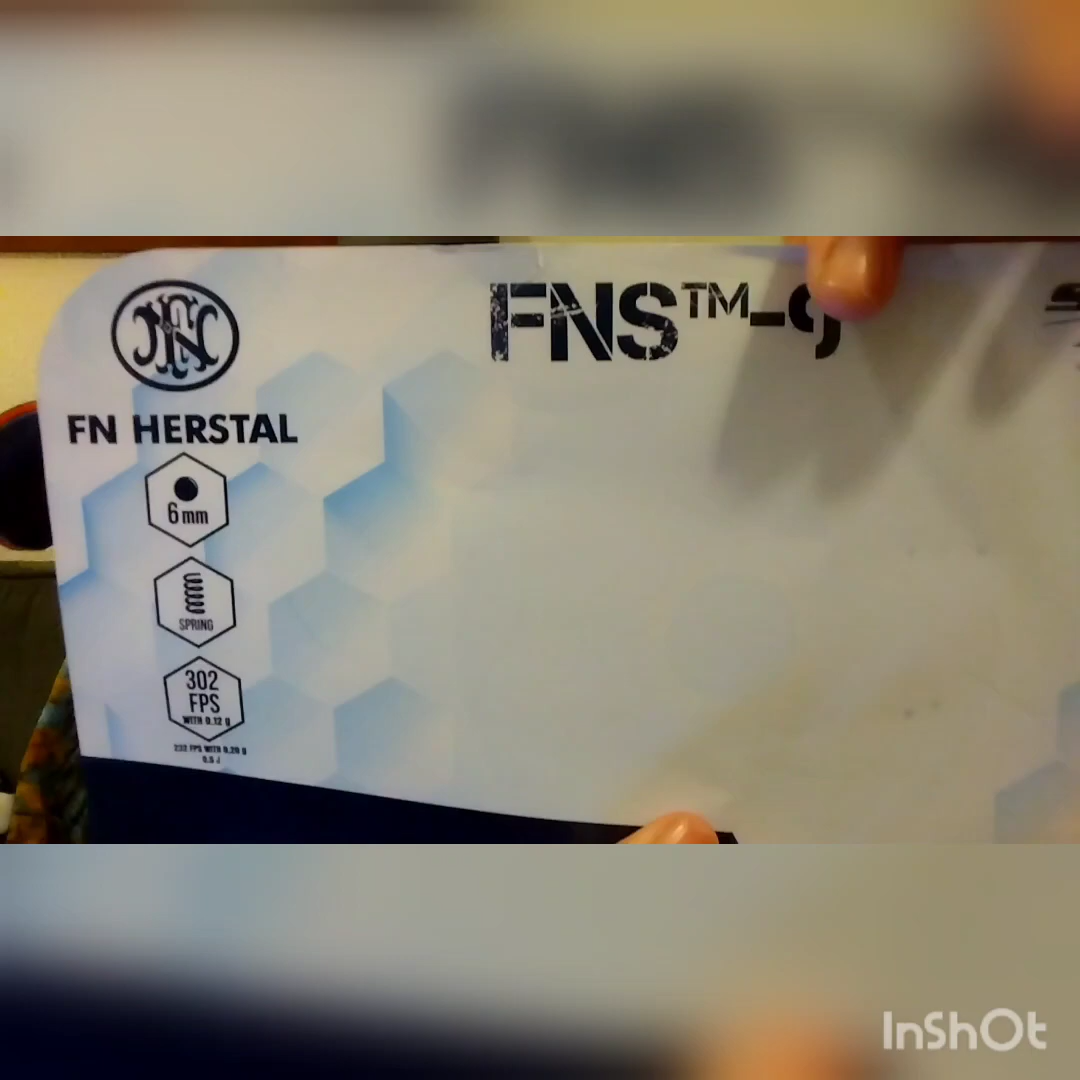 FNS™-9
FN HERSTAL
6 mm
SPRING
302
FPS
WITH 0.12 g
232 FPS WITH 0.20 g
0.5 J
InShOt